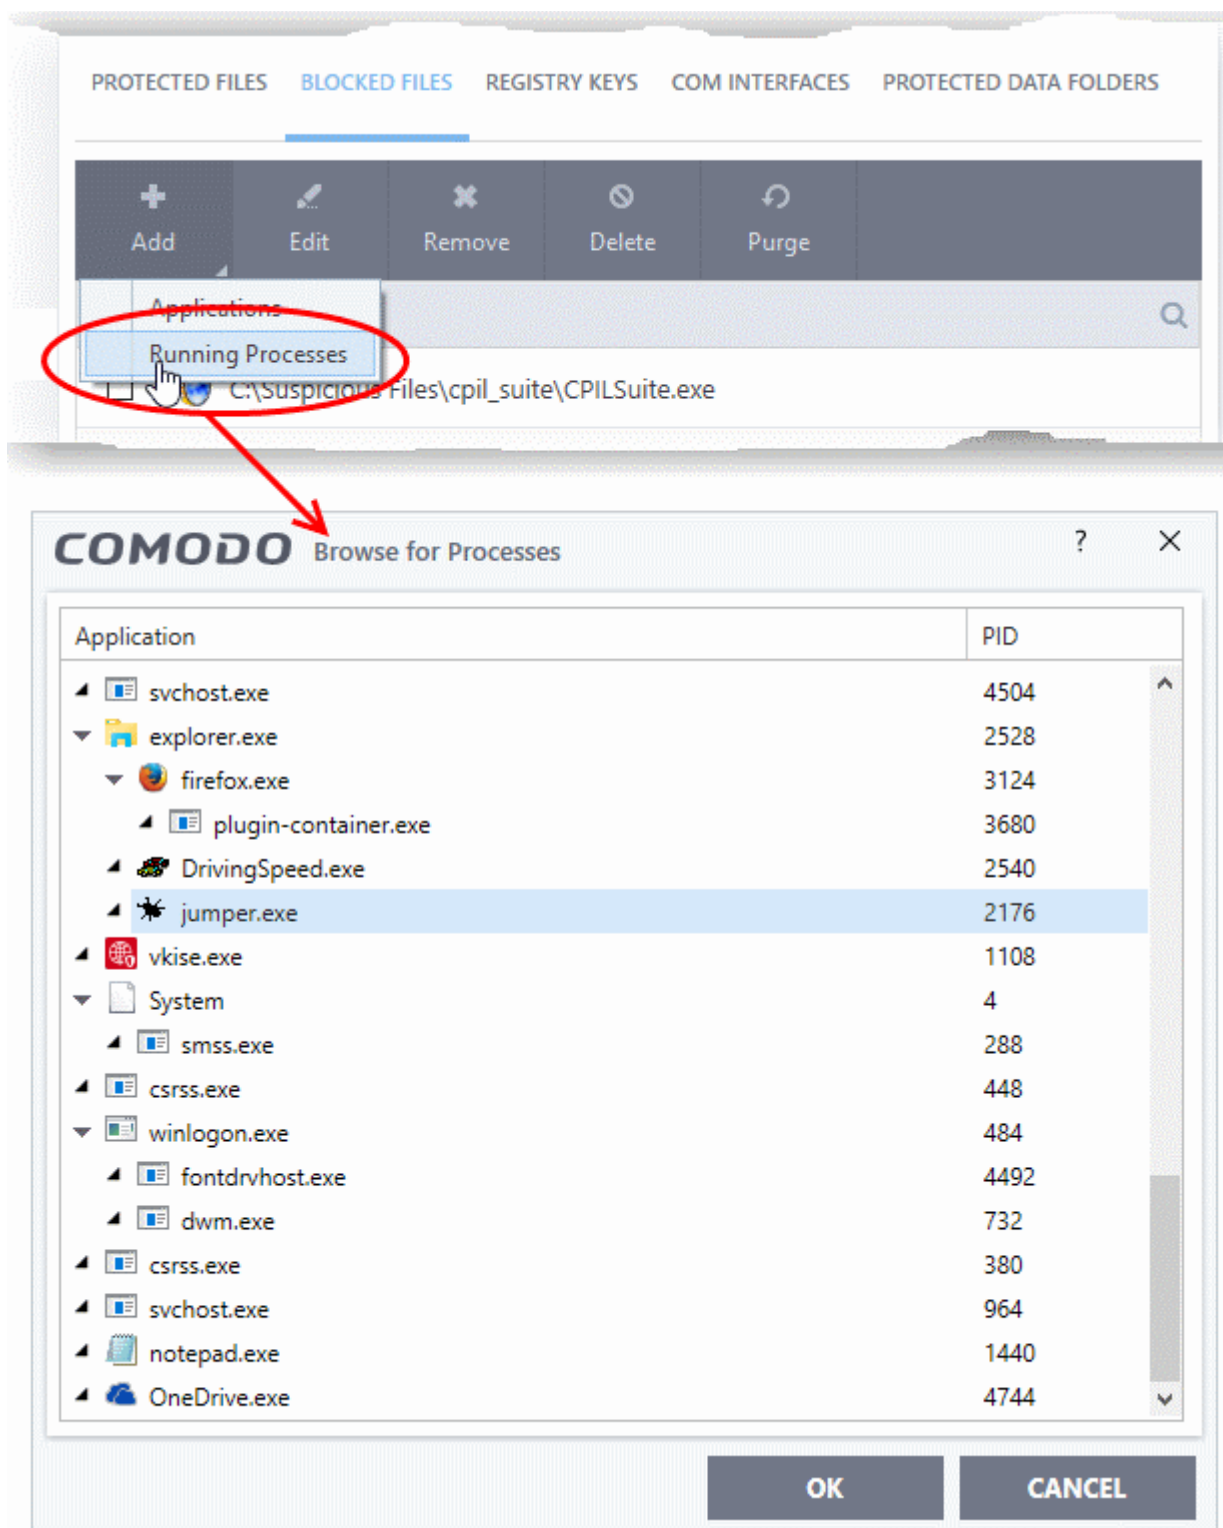 PROTECTED FILES BLOCKED FILES REGISTRY KEYS COM INTERFACES PROTECTED DATA FOLDERS
Add Edit Remove Delete Purge
Applications
Running Processes
C:\Suspicious Files\cpil_suite\CPILSuite.exe
COMODO Browse for Processes ?
Application PID
svchost.exe 4504
explorer.exe 2528
firefox.exe 3124
plugin-container.exe 3680
DrivingSpeed.exe 2540
jumper.exe 2176
vkise.exe 1108
System 4
smss.exe 288
csrss.exe 448
winlogon.exe 484
fontdrvhost.exe 4492
dwm.exe 732
csrss.exe 380
svchost.exe 964
notepad.exe 1440
OneDrive.exe 4744
OK CANCEL